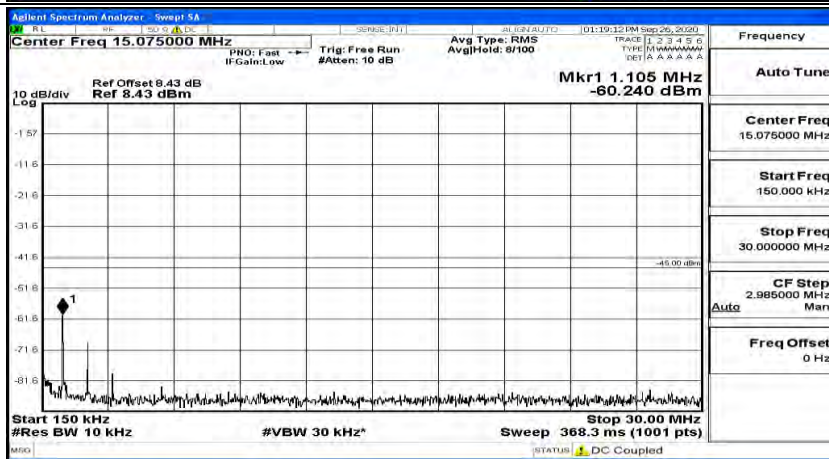 Agilent Spectrum Analyzer - Swept SA
RL RF 50 Ω DC SENSE:INT ALIGN AUTO 01:19:12 PM Sep 26, 2020
Center Freq 15.075000 MHz
PNO: Fast
IFGain:Low
Trig: Free Run
#Atten: 10 dB
Avg Type: RMS
Avg|Hold: 8/100
TRACE 1 2 3 4 5 6
TYPE MWWWWW
DET A A A A A A
Ref Offset 8.43 dB
10 dB/div Ref 8.43 dBm
Log
Mkr1 1.105 MHz
-60.240 dBm
-1.57
-11.6
-21.6
-31.6
-41.6
-45.00 dBm
-51.6
1
-61.6
-71.6
-81.6
Start 150 kHz
Stop 30.00 MHz
#Res BW 10 kHz
#VBW 30 kHz*
Sweep 368.3 ms (1001 pts)
MSG
STATUS DC Coupled
Frequency
Auto Tune
Center Freq
15.075000 MHz
Start Freq
150.000 kHz
Stop Freq
30.000000 MHz
CF Step
2.985000 MHz
Auto Man
Freq Offset
0 Hz